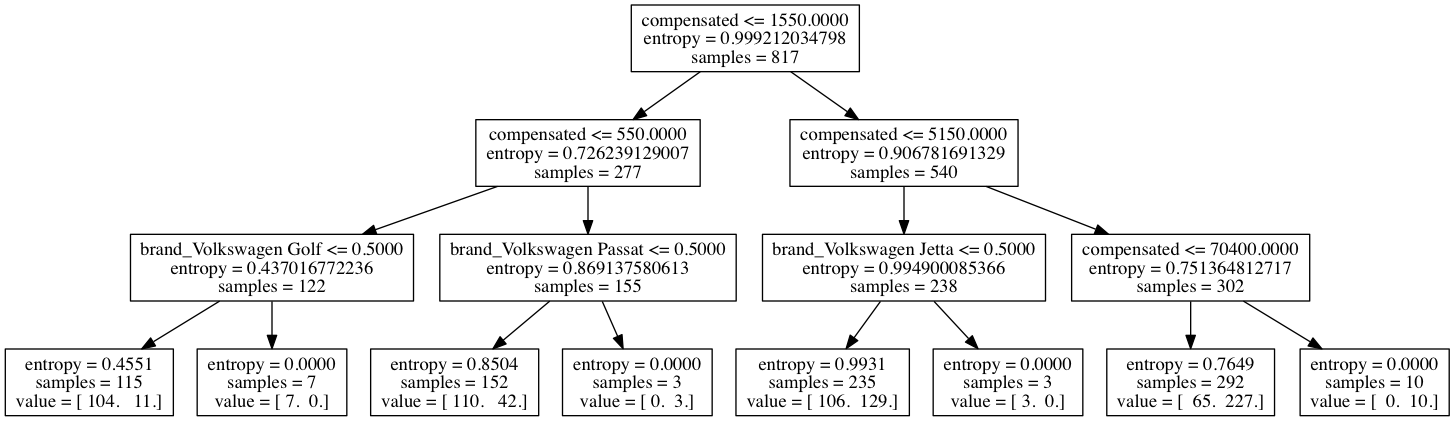 compensated <= 1550.0000
entropy = 0.999212034798
samples = 817
compensated <= 550.0000
entropy = 0.726239129007
samples = 277
compensated <= 5150.0000
entropy = 0.906781691329
samples = 540
brand_Volkswagen Golf <= 0.5000
entropy = 0.437016772236
samples = 122
brand_Volkswagen Passat <= 0.5000
entropy = 0.869137580613
samples = 155
brand_Volkswagen Jetta <= 0.5000
entropy = 0.994900085366
samples = 238
compensated <= 70400.0000
entropy = 0.751364812717
samples = 302
entropy = 0.4551
samples = 115
value = [ 104.   11.]
entropy = 0.0000
samples = 7
value = [ 7.  0.]
entropy = 0.8504
samples = 152
value = [ 110.   42.]
entropy = 0.0000
samples = 3
value = [ 0.  3.]
entropy = 0.9931
samples = 235
value = [ 106.  129.]
entropy = 0.0000
samples = 3
value = [ 3.  0.]
entropy = 0.7649
samples = 292
value = [  65.  227.]
entropy = 0.0000
samples = 10
value = [  0.  10.]